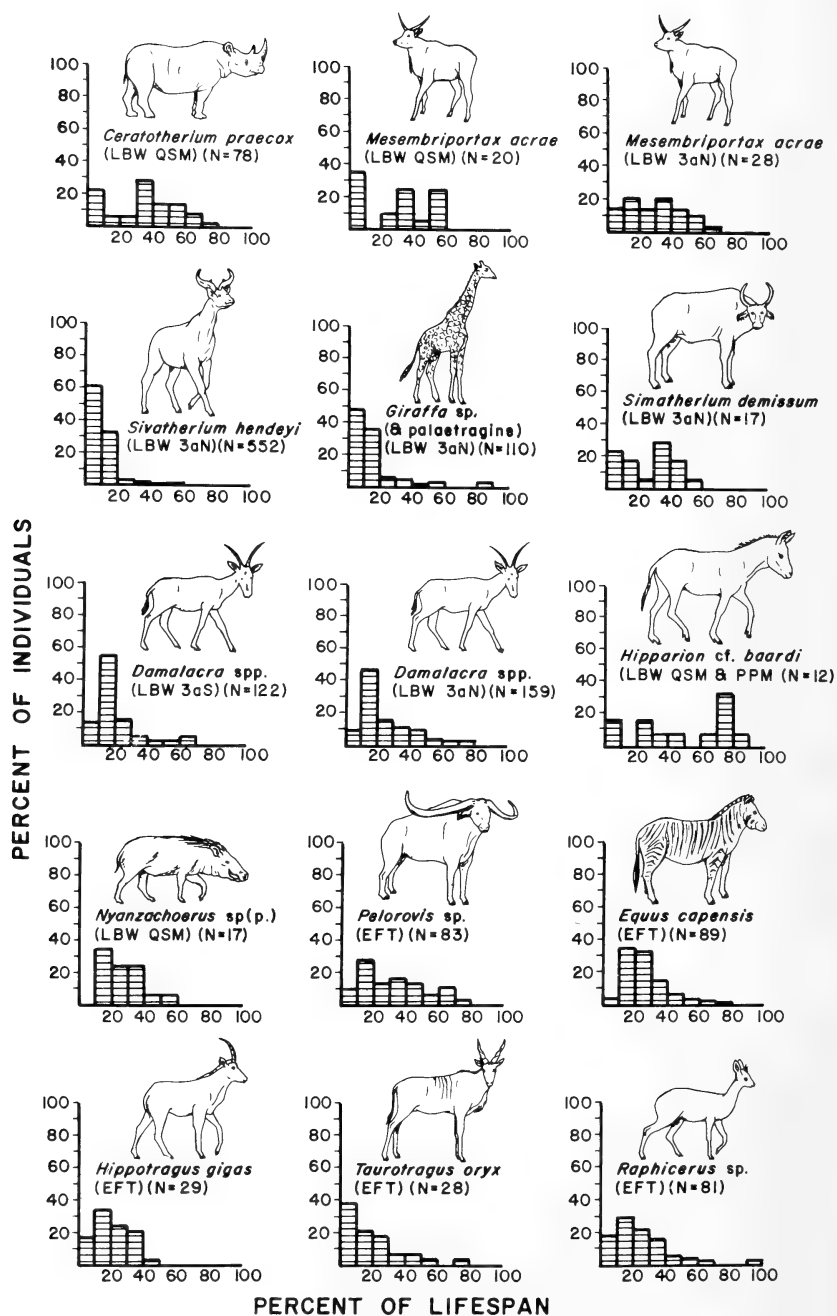 PERCENT OF INDIVIDUALS
100
80
60
40
20
Ceratotherium praecox
(LBW QSM) (N=78)
20 40 60 80 100
100
80
60
40
20
Mesembriportax acrae
(LBW QSM) (N=20)
20 40 60 80 100
100
80
60
40
20
Mesembriportax acrae
(LBW 3aN) (N=28)
20 40 60 80 100
100
80
60
40
20
Sivatherium hendeyi
(LBW 3aN)(N=552)
20 40 60 80 100
100
80
60
40
20
Giraffa sp.
(& palaetragins)
(LBW 3aN) (N=110)
20 40 60 80 100
100
80
60
40
20
Simatherium demissum
(LBW 3aN)(N=17)
20 40 60 80 100
100
80
60
40
20
Damalacra spp.
(LBW 3aS) (N=122)
20 40 60 80 100
100
80
60
40
20
Damalacra spp.
(LBW 3aN)(N=159)
20 40 60 80 100
100
80
60
40
20
Hipparion cf. baardi
(LBW QSM & PPM (N=12)
20 40 60 80 100
100
80
60
40
20
Nyanzachoerus sp(p.)
(LBW QSM) (N=17)
20 40 60 80 100
100
80
60
40
20
Pelorovis sp.
(EFT) (N=83)
20 40 60 80 100
100
80
60
40
20
Equus capensis
(EFT)(N=89)
20 40 60 80 100
100
80
60
40
20
Hippotragus gigas
(EFT) (N=29)
20 40 60 80 100
100
80
60
40
20
Taurotragus oryx
(EFT) (N=28)
20 40 60 80 100
100
80
60
40
20
Raphicerus sp.
(EFT) (N=81)
20 40 60 80 100
PERCENT OF LIFESPAN